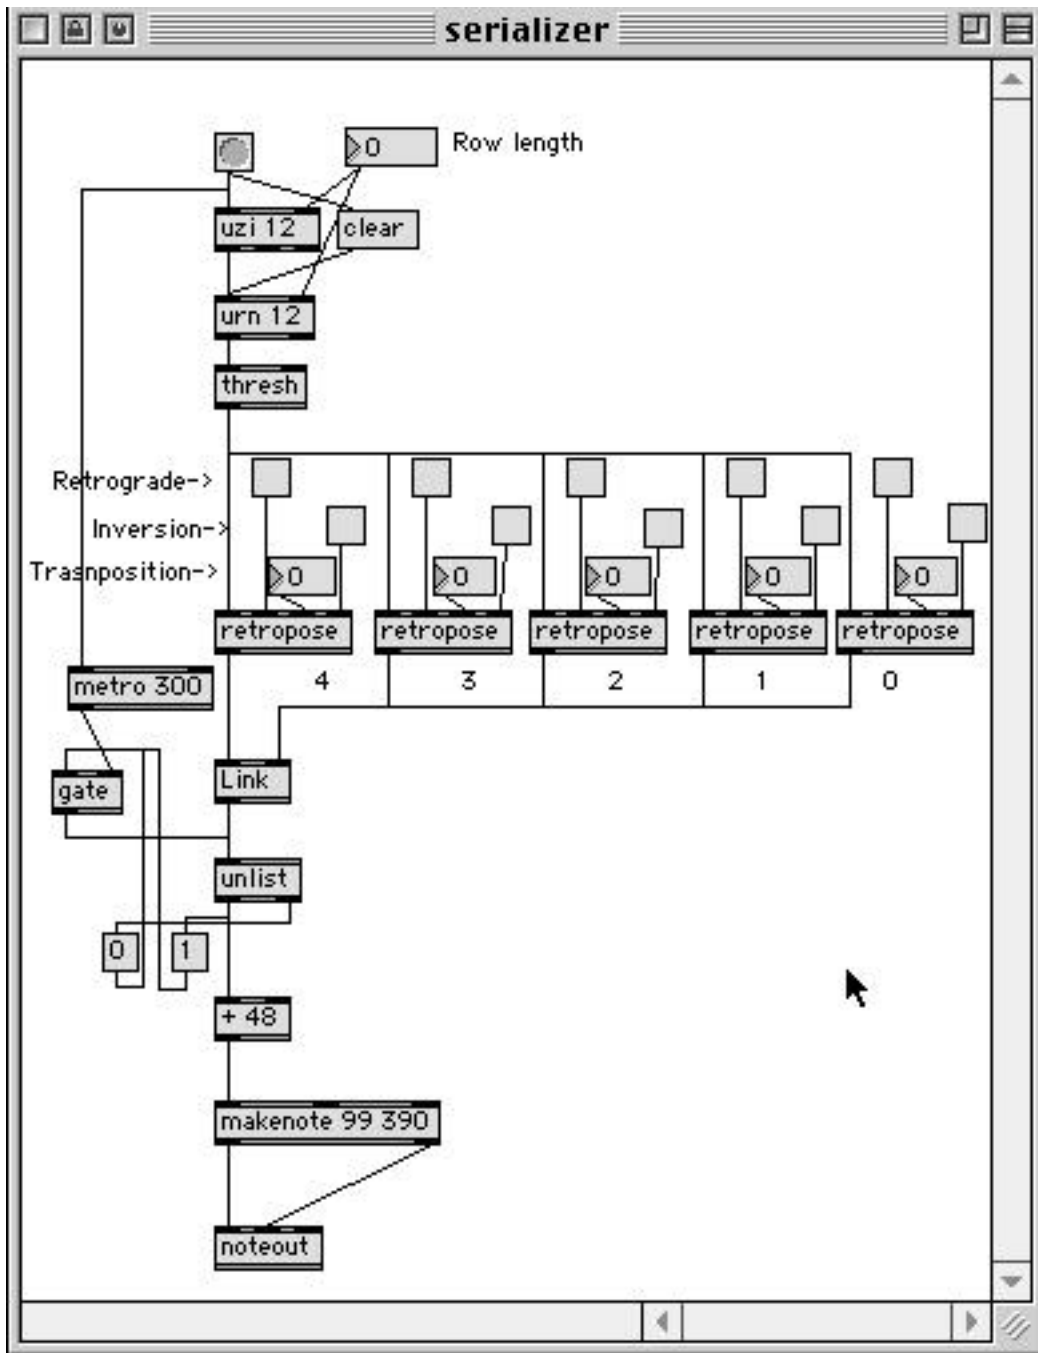 serializer
0 Row length
uzi 12 clear
urn 12
thresh
Retrograde->
Inversion->
Trasnposition-> 0 0 0 0 0
retropose retropose retropose retropose retropose
metro 300 4 3 2 1 0
Link
gate
unlist
0 1
+ 48
makenote 99 390
noteout